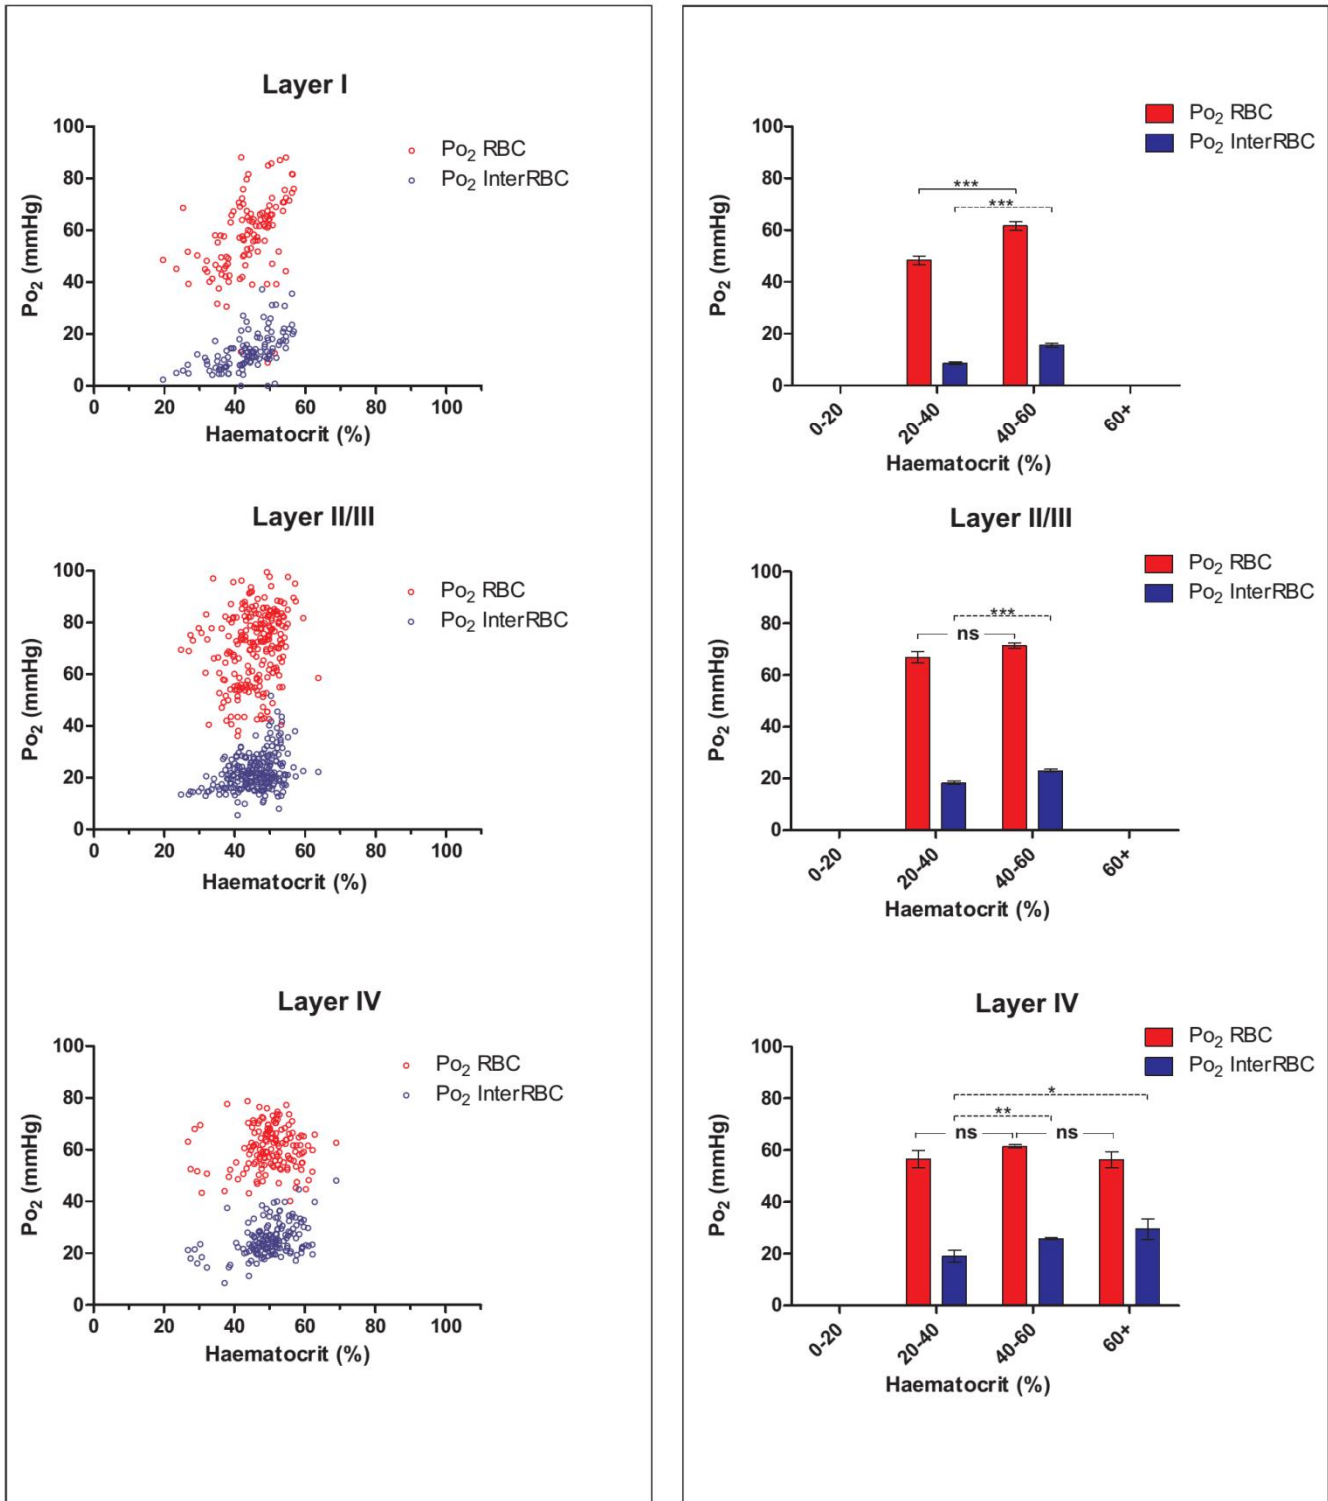 Layer I
Po2 RBC
Po2 InterRBC
Po2 (mmHg)
100
80
60
40
20
0
0 20 40 60 80 100
Haematocrit (%)
Layer II/III
Po2 RBC
Po2 InterRBC
Po2 (mmHg)
100
80
60
40
20
0
0 20 40 60 80 100
Haematocrit (%)
Layer IV
Po2 RBC
Po2 InterRBC
Po2 (mmHg)
100
80
60
40
20
0
0 20 40 60 80 100
Haematocrit (%)
Po2 RBC
Po2 InterRBC
Po2 (mmHg)
100
80
60
40
20
0
***
***
0-20 20-40 40-60 60+
Haematocrit (%)
Layer II/III
Po2 RBC
Po2 InterRBC
Po2 (mmHg)
100
80
60
40
20
0
***
ns
0-20 20-40 40-60 60+
Haematocrit (%)
Layer IV
Po2 RBC
Po2 InterRBC
Po2 (mmHg)
100
80
60
40
20
0
*
**
ns ns
0-20 20-40 40-60 60+
Haematocrit (%)